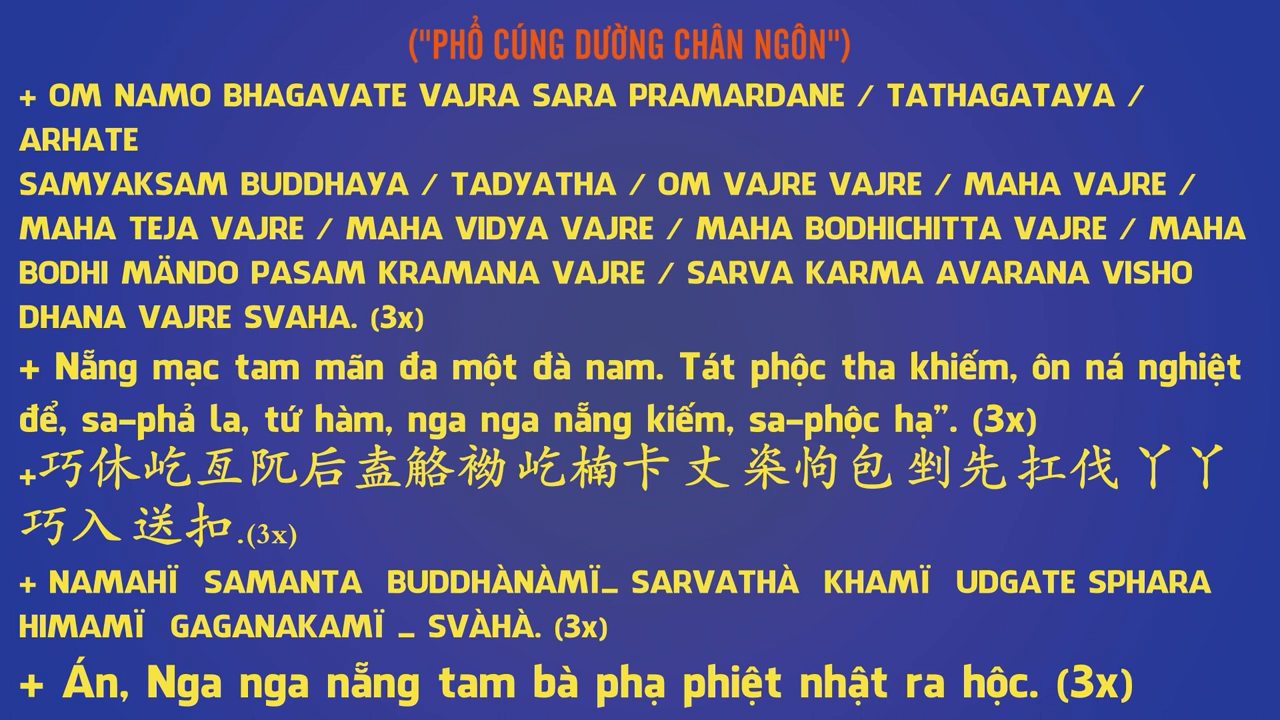 ("PHỔ CÚNG DƯỜNG CHÂN NGÔN")
+ OM NAMO BHAGAVATE VAJRA SARA PRAMARDANE / TATHAGATAYA /
ARHATE
SAMYAKSAM BUDDHAYA / TADYATHA / OM VAJRE VAJRE / MAHA VAJRE /
MAHA TEJA VAJRE / MAHA VIDYA VAJRE / MAHA BODHICHITTA VAJRE / MAHA
BODHI MÄNDO PASAM KRAMANA VAJRE / SARVA KARMA AVARANA VISHO
DHANA VAJRE SVAHA. (3x)
+ Nẵng mạc tam mãn đa một đà nam. Tát phộc tha khiếm, ôn ná nghiệt
để, sa-phả la, tứ hàm, nga nga nẵng kiếm, sa-phộc hạ”. (3x)
+巧休屹亙阢后盍觡袎屹楠卡丈 栥恦包 剉先 扛伐 丫丫
巧入 送扣.(3x)
+ NAMAHÏ SAMANTA BUDDHÀNÀMÏ_ SARVATHÀ KHAMÏ UDGATE SPHARA
HIMAMÏ GAGANAKAMÏ _ SVÀHÀ. (3x)
+ Án, Nga nga nẵng tam bà phạ phiệt nhật ra hộc. (3x)